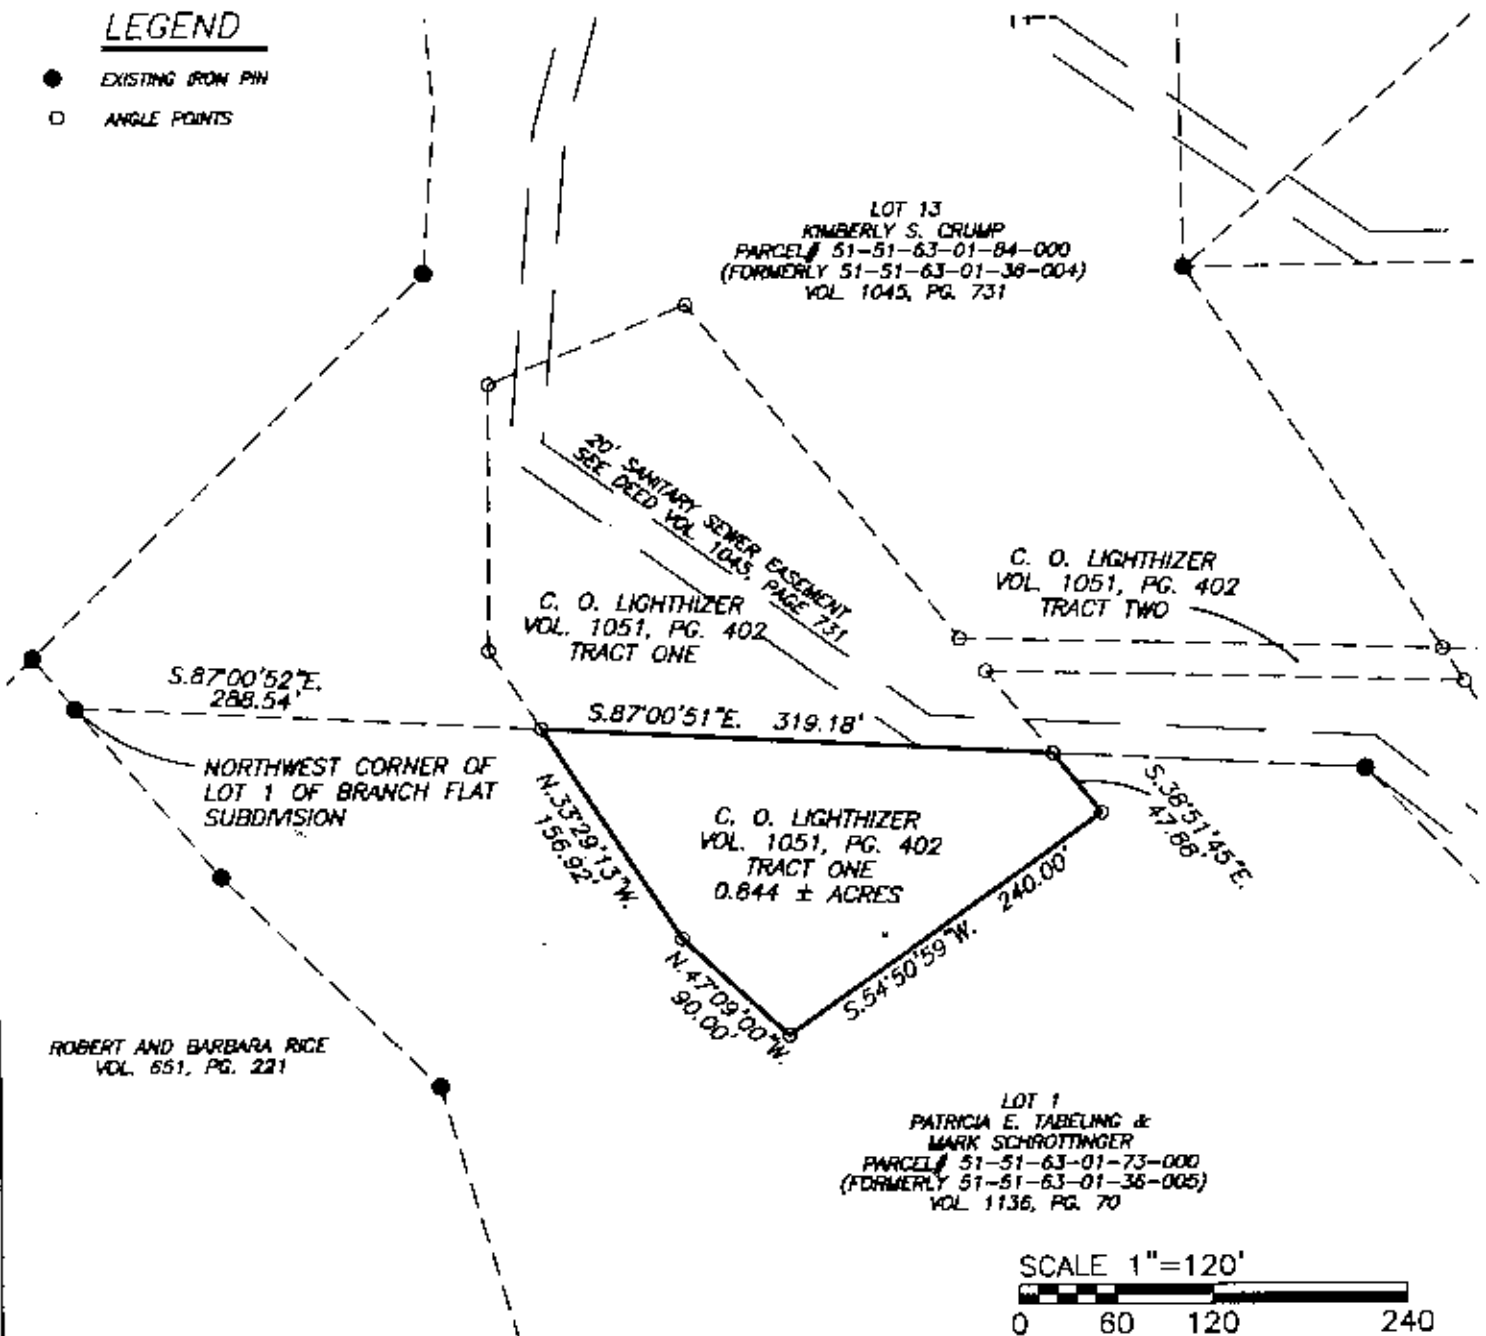 LEGEND
EXISTING IRON PIN
ANGLE POINTS
LOT 13
KIMBERLY S. CRUMP
PARCEL# 51-51-63-01-84-000
(FORMERLY 51-51-63-01-36-004)
VOL. 1045, PG. 731
20' SANITARY SEWER EASEMENT
SEE DEED VOL. 1045, PAGE 731
C. O. LIGHTHIZER
VOL. 1051, PG. 402
TRACT TWO
C. O. LIGHTHIZER
VOL. 1051, PG. 402
TRACT ONE
S.87°00'52"E.
288.54'
S.87°00'51"E. 319.18'
NORTHWEST CORNER OF
LOT 1 OF BRANCH FLAT
SUBDIVISION
N.33°29'13"W.
156.92'
S.38°51'45"E.
47.86'
C. O. LIGHTHIZER
VOL. 1051, PG. 402
TRACT ONE
0.844 ± ACRES
S.54°50'59"W. 240.00'
N.47°09'00"W.
90.00'
ROBERT AND BARBARA RICE
VOL. 651, PG. 221
LOT 1
PATRICIA E. TABELING &
MARK SCHROTTINGER
PARCEL# 51-51-63-01-73-000
(FORMERLY 51-51-63-01-36-005)
VOL. 1136, PG. 70
SCALE 1"=120'
0 60 120 240